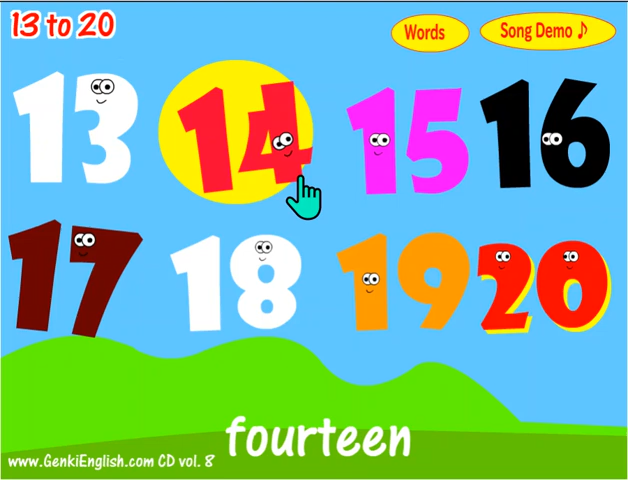 13 to 20
Words
Song Demo ♪
13 14 15 16
17 18 19 20
fourteen
www.GenkiEnglish.com CD vol. 8